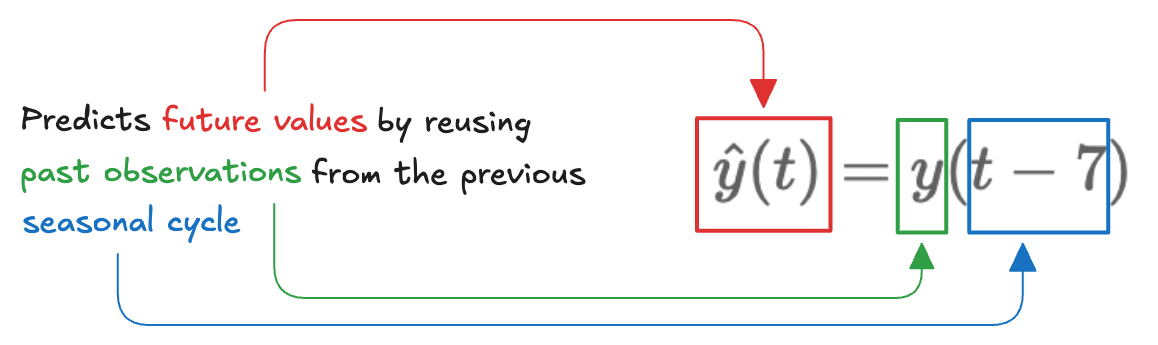 Predicts future values by reusing
past observations from the previous
seasonal cycle
ŷ(t) = y(t − 7)